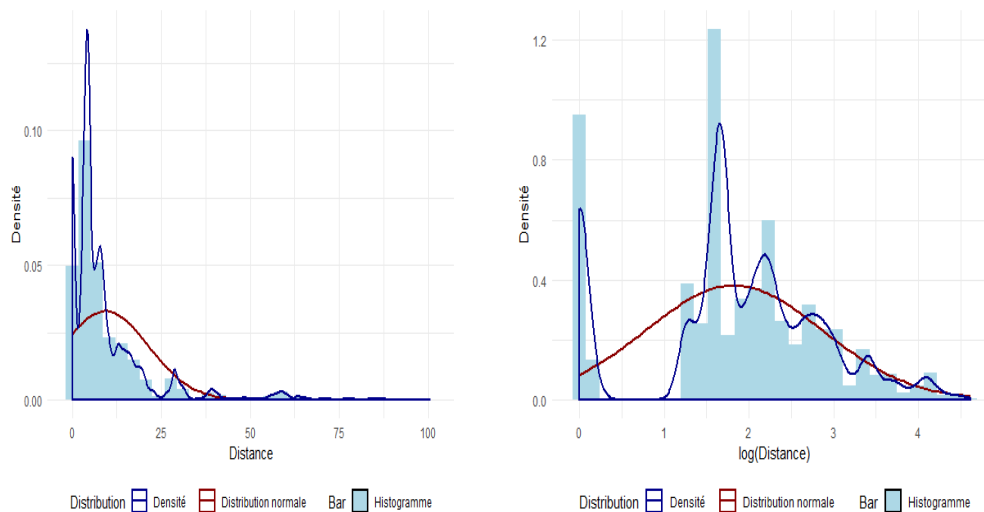 Densité
0.10
0.05
0.00
0 25 50 75 100
Distance
Distribution Densité Distribution normale Bar Histogramme
Densité
1.2
0.8
0.4
0.0
0 1 2 3 4
log(Distance)
Distribution Densité Distribution normale Bar Histogramme